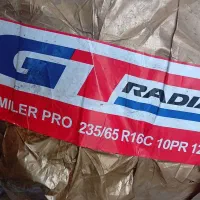 GT RADIA
MILER PRO 235/65 R16C 10PR 12